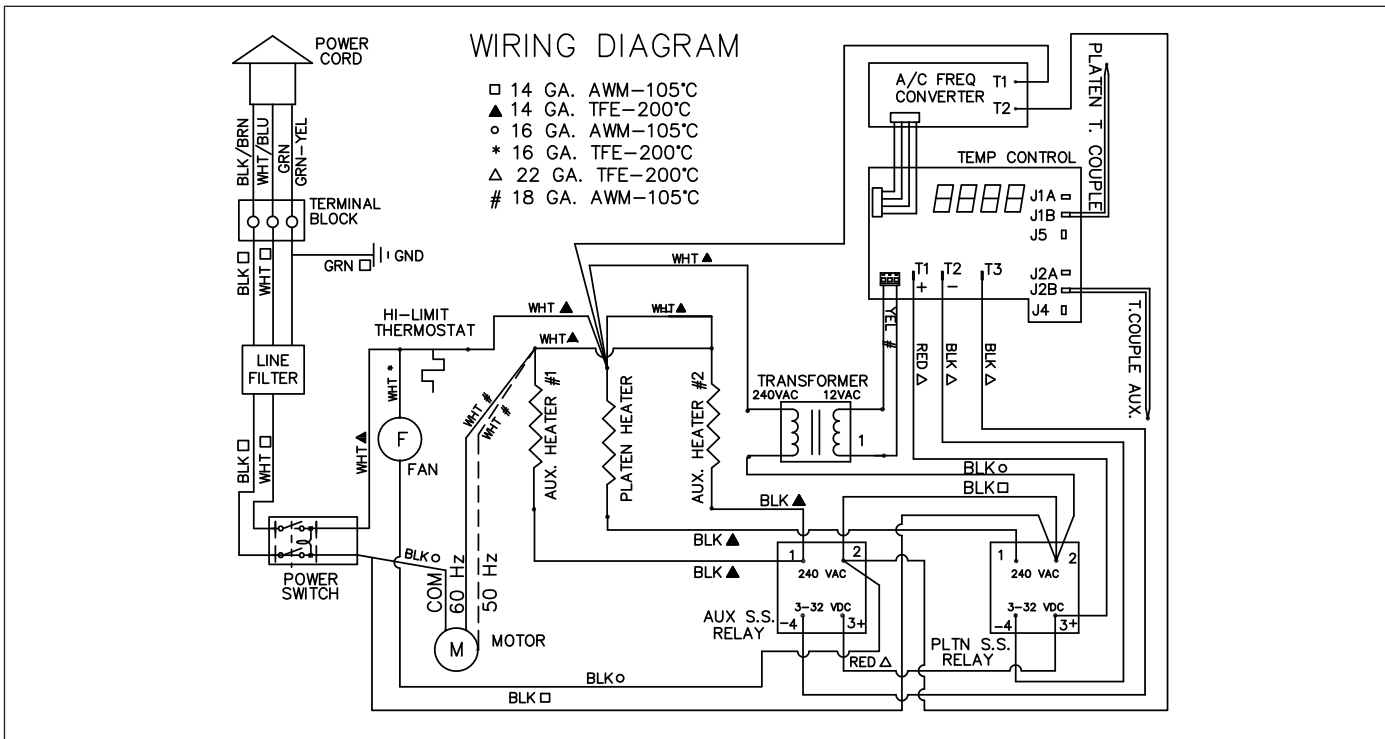 WIRING DIAGRAM
□ 14 GA. AWM-105°C
▲ 14 GA. TFE-200°C
○ 16 GA. AWM-105°C
* 16 GA. TFE-200°C
△ 22 GA. TFE-200°C
# 18 GA. AWM-105°C
POWER
CORD
BLK/BRN
WHT/BLU
GRN
GRN-YEL
TERMINAL
BLOCK
GND
GRN □
BLK □
WHT □
LINE
FILTER
BLK □
WHT □
POWER
SWITCH
HI-LIMIT
THERMOSTAT
WHT ▲
WHT *
F
FAN
WHT ▲
WHT ▲
WHT ▲
WHT ▲
WHT #
WHT #
AUX. HEATER #1
PLATEN HEATER
AUX. HEATER #2
BLK ○
COM
60 Hz
50 Hz
M
MOTOR
BLK ○
BLK □
A/C FREQ
CONVERTER
T1
T2
PLATEN T. COUPLE
TEMP CONTROL
8888
J1A
J1B
J5
J2A
J2B
J4
T1
+
T2
-
T3
YEL #
RED △
BLK △
BLK △
T.COUPLE AUX.
TRANSFORMER
240VAC
12VAC
1
BLK ○
BLK □
BLK ▲
BLK ▲
BLK ▲
1
2
240 VAC
3-32 VDC
-4
3+
AUX S.S.
RELAY
RED △
1
2
240 VAC
3-32 VDC
-4
3+
PLTN S.S.
RELAY